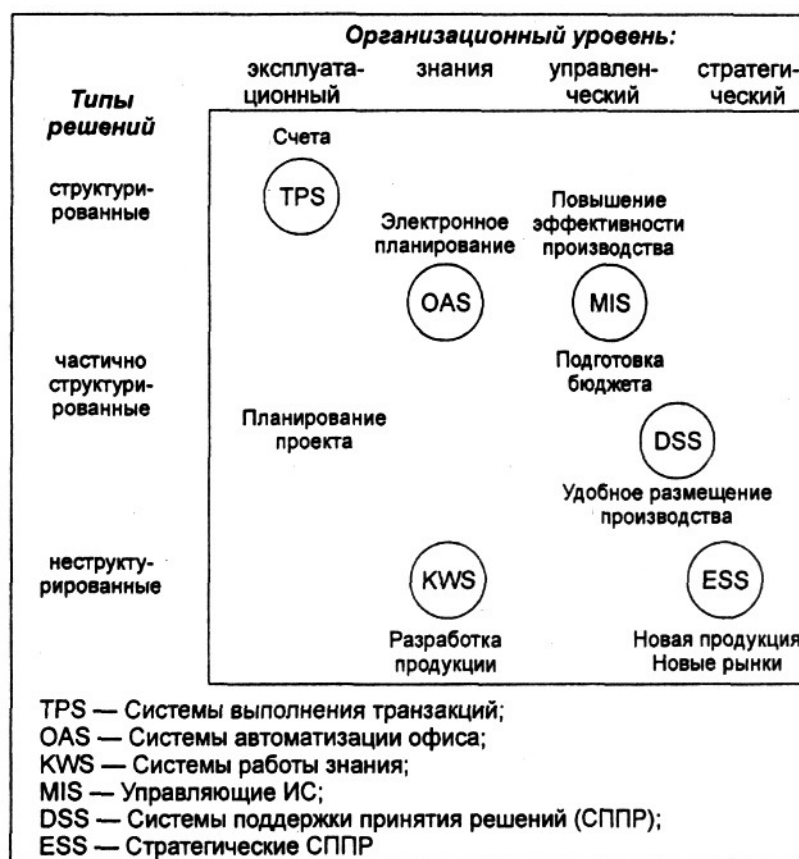 Организационный уровень:
Типы
решений
эксплуата-
ционный
знания
управлен-
ческий
стратеги-
ческий
структури-
рованные
Счета
TPS
Электронное
планирование
OAS
Повышение
эффективности
производства
MIS
частично
структури-
рованные
Подготовка
бюджета
Планирование
проекта
DSS
Удобное размещение
производства
неструкту-
рированные
KWS
Разработка
продукции
ESS
Новая продукция
Новые рынки
TPS — Системы выполнения транзакций;
OAS — Системы автоматизации офиса;
KWS — Системы работы знания;
MIS — Управляющие ИС;
DSS — Системы поддержки принятия решений (СППР);
ESS — Стратегические СППР